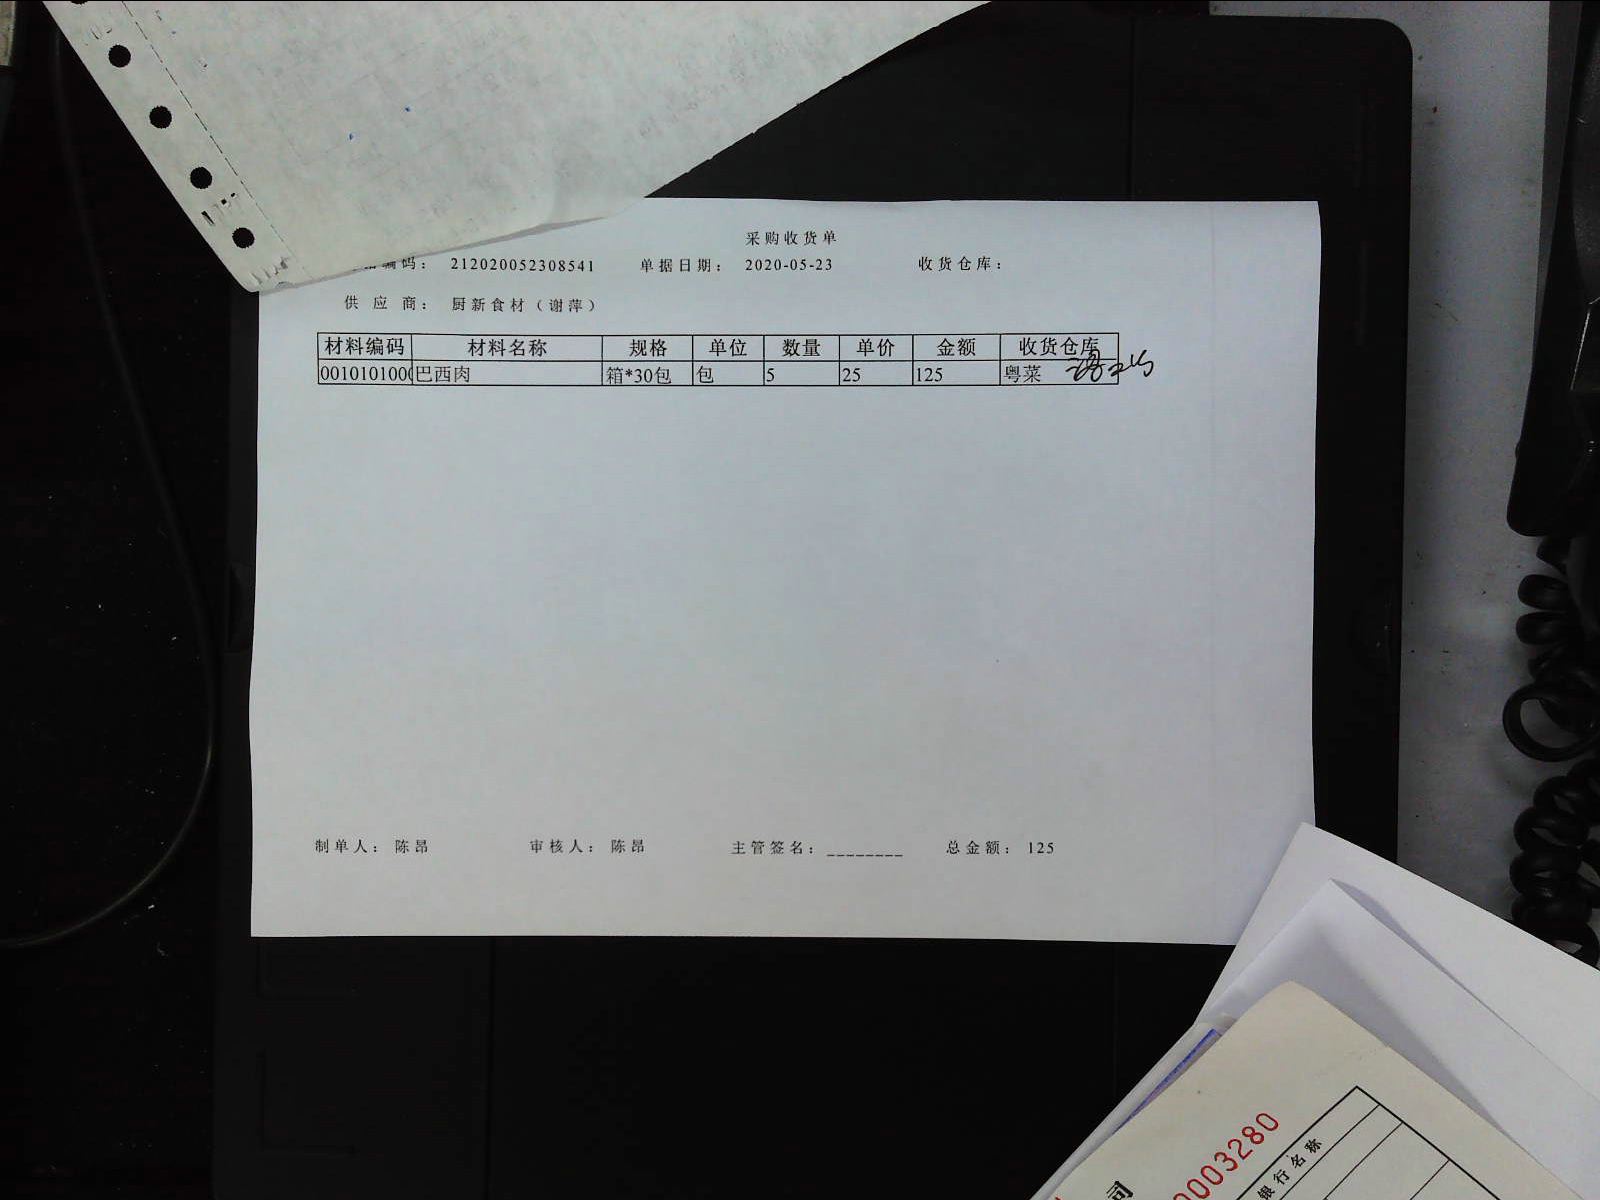 采购收货单
编码： 212020052308541 单据日期： 2020-05-23 收货仓库：
供应商： 厨新食材（谢萍）
材料编码 材料名称 规格 单位 数量 单价 金额 收货仓库
0010101000 巴西肉 箱*30包 包 5 25 125 粤菜
制单人： 陈昂 审核人： 陈昂 主管签名：________ 总金额： 125
0003280
银行名称
司